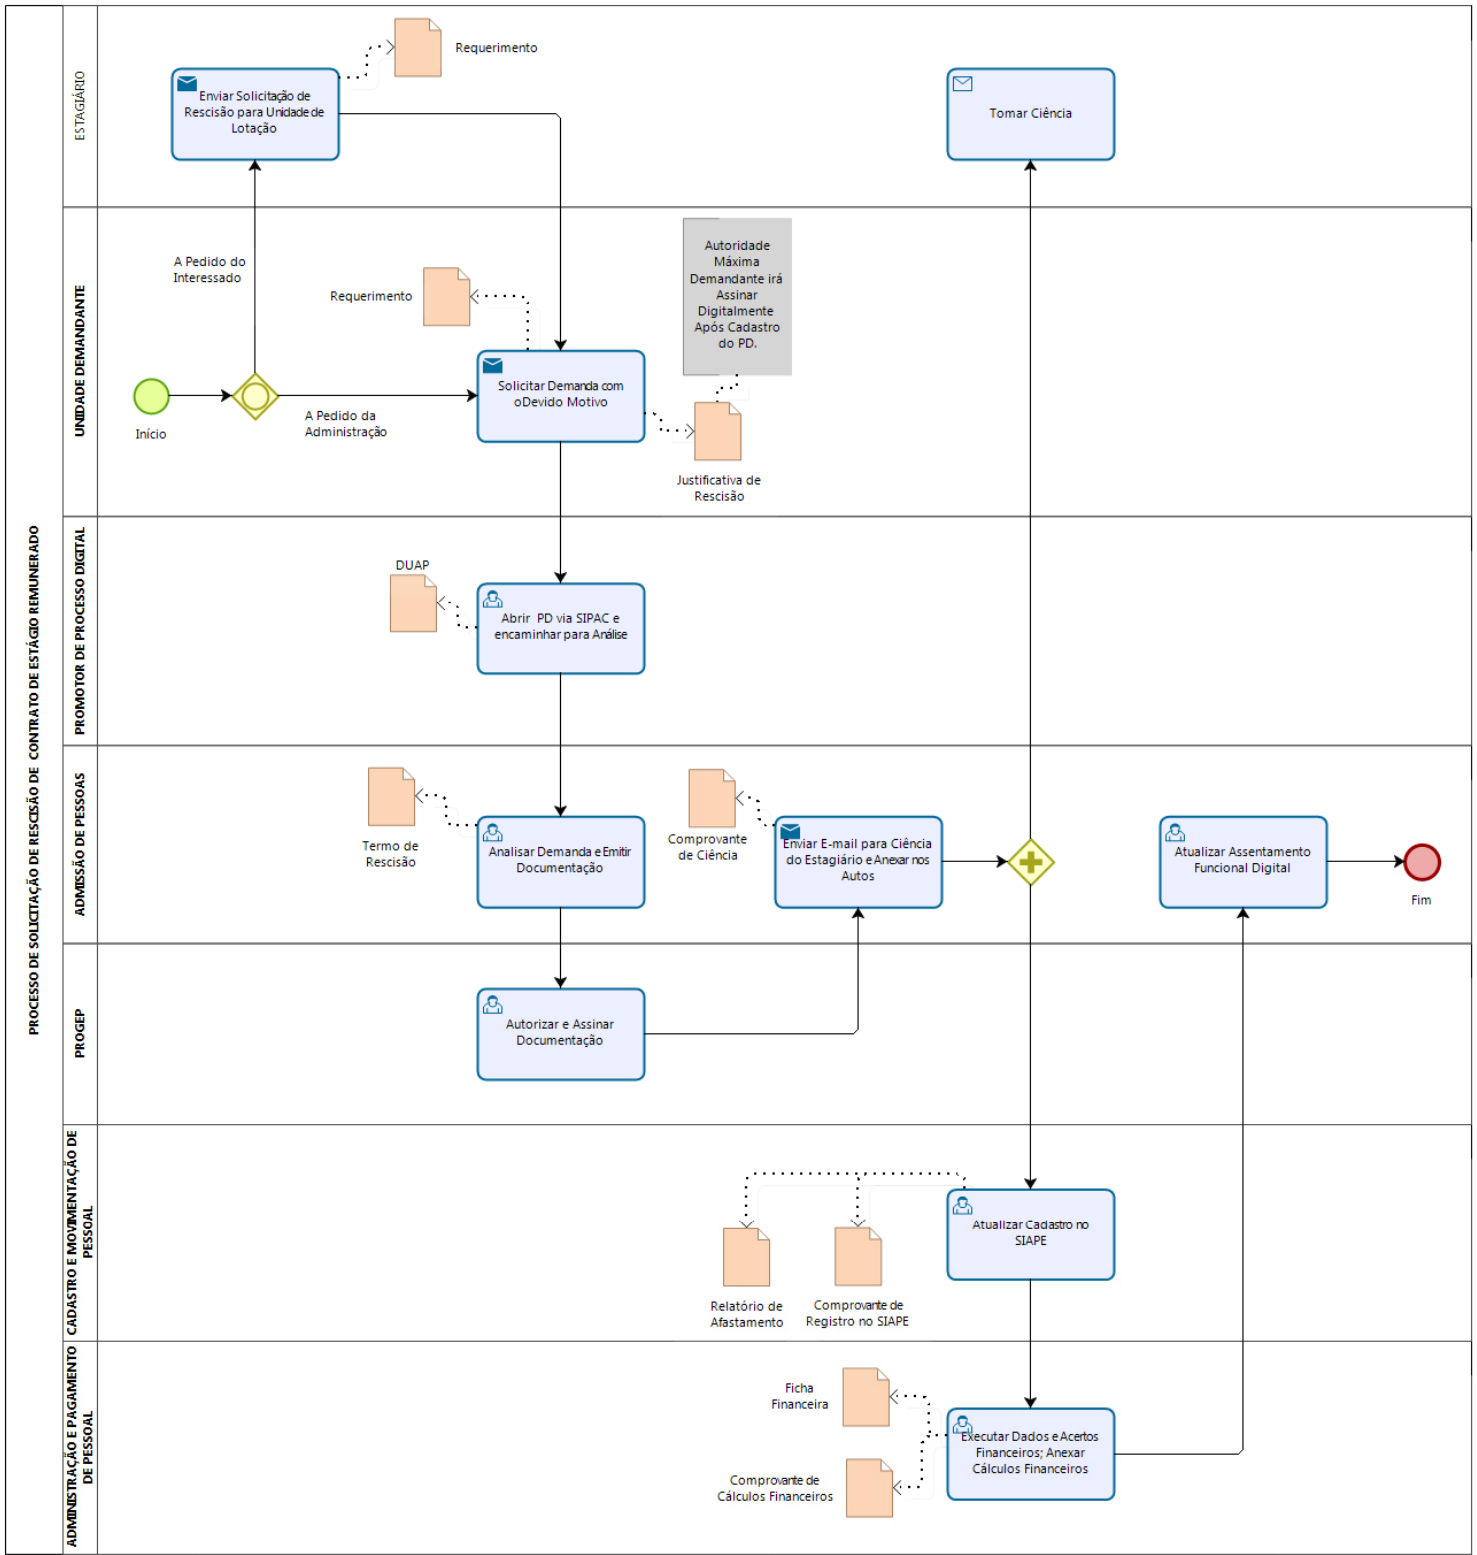 PROCESSO DE SOLICITAÇÃO DE RESCISÃO DE CONTRATO DE ESTÁGIO REMUNERADO
ESTAGIÁRIO
Requerimento
Enviar Solicitação de
Rescisão para Unidade de
Lotação
Tomar Ciência
UNIDADE DEMANDANTE
A Pedido do
Interessado
Requerimento
Autoridade
Máxima
Demandante irá
Assinar
Digitalmente
Após Cadastro
do PD.
Início
A Pedido da
Administração
Solicitar Demanda com
o Devido Motivo
Justificativa de
Rescisão
PROMOTOR DE PROCESSO DIGITAL
DUAP
Abrir PD via SIPAC e
encaminhar para Análise
ADMISSÃO DE PESSOAS
Termo de
Rescisão
Analisar Demanda e Emitir
Documentação
Comprovante
de Ciência
Enviar E-mail para Ciência
do Estagiário e Anexar nos
Autos
Atualizar Assentamento
Funcional Digital
Fim
PROGEP
Autorizar e Assinar
Documentação
CADASTRO E MOVIMENTAÇÃO DE
PESSOAL
Atualizar Cadastro no
SIAPE
Relatório de
Afastamento
Comprovante de
Registro no SIAPE
ADMINISTRAÇÃO E PAGAMENTO
DE PESSOAL
Ficha
Financeira
Executar Dados e Acertos
Financeiros; Anexar
Cálculos Financeiros
Comprovante de
Cálculos Financeiros